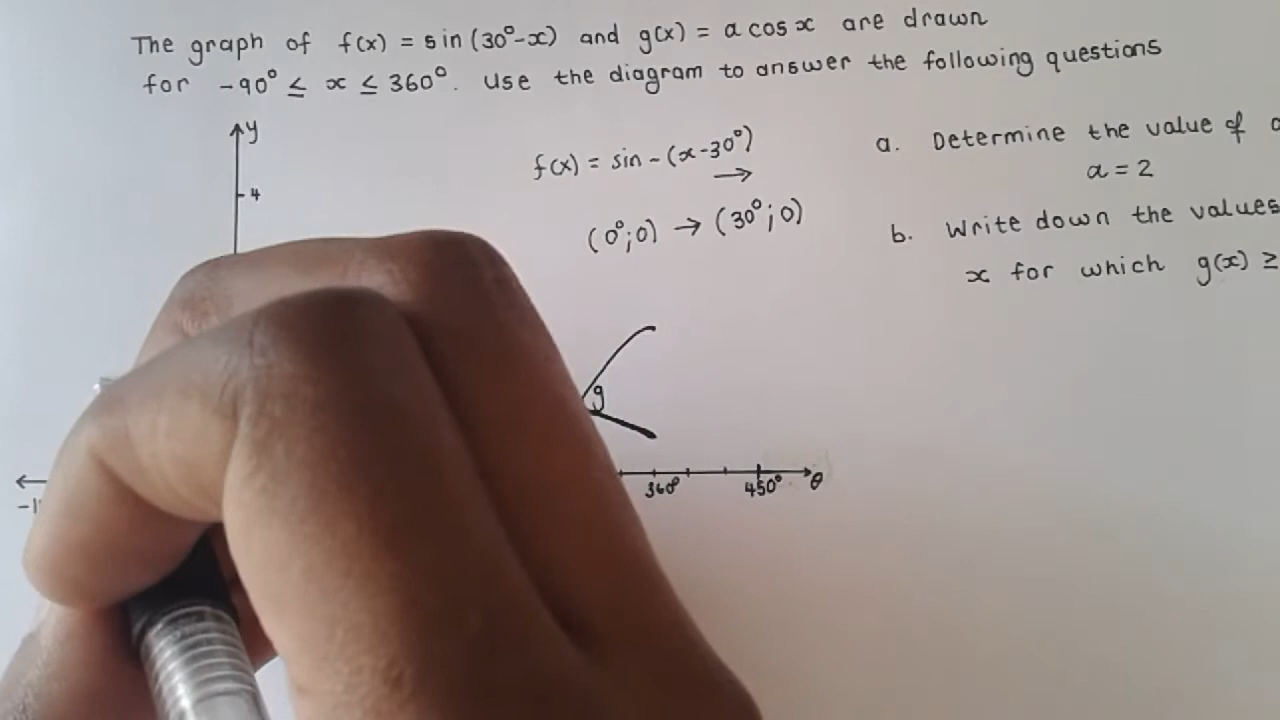 The graph of f(x) = sin (30°-x) and g(x) = a cos x are drawn
for -90° ≤ x ≤ 360°. Use the diagram to answer the following questions
y
4
f(x) = sin - (x-30°)
→
(0°;0) → (30°;0)
a. Determine the value of
a = 2
b. Write down the values
x for which g(x) ≥
g
360°
450°
θ